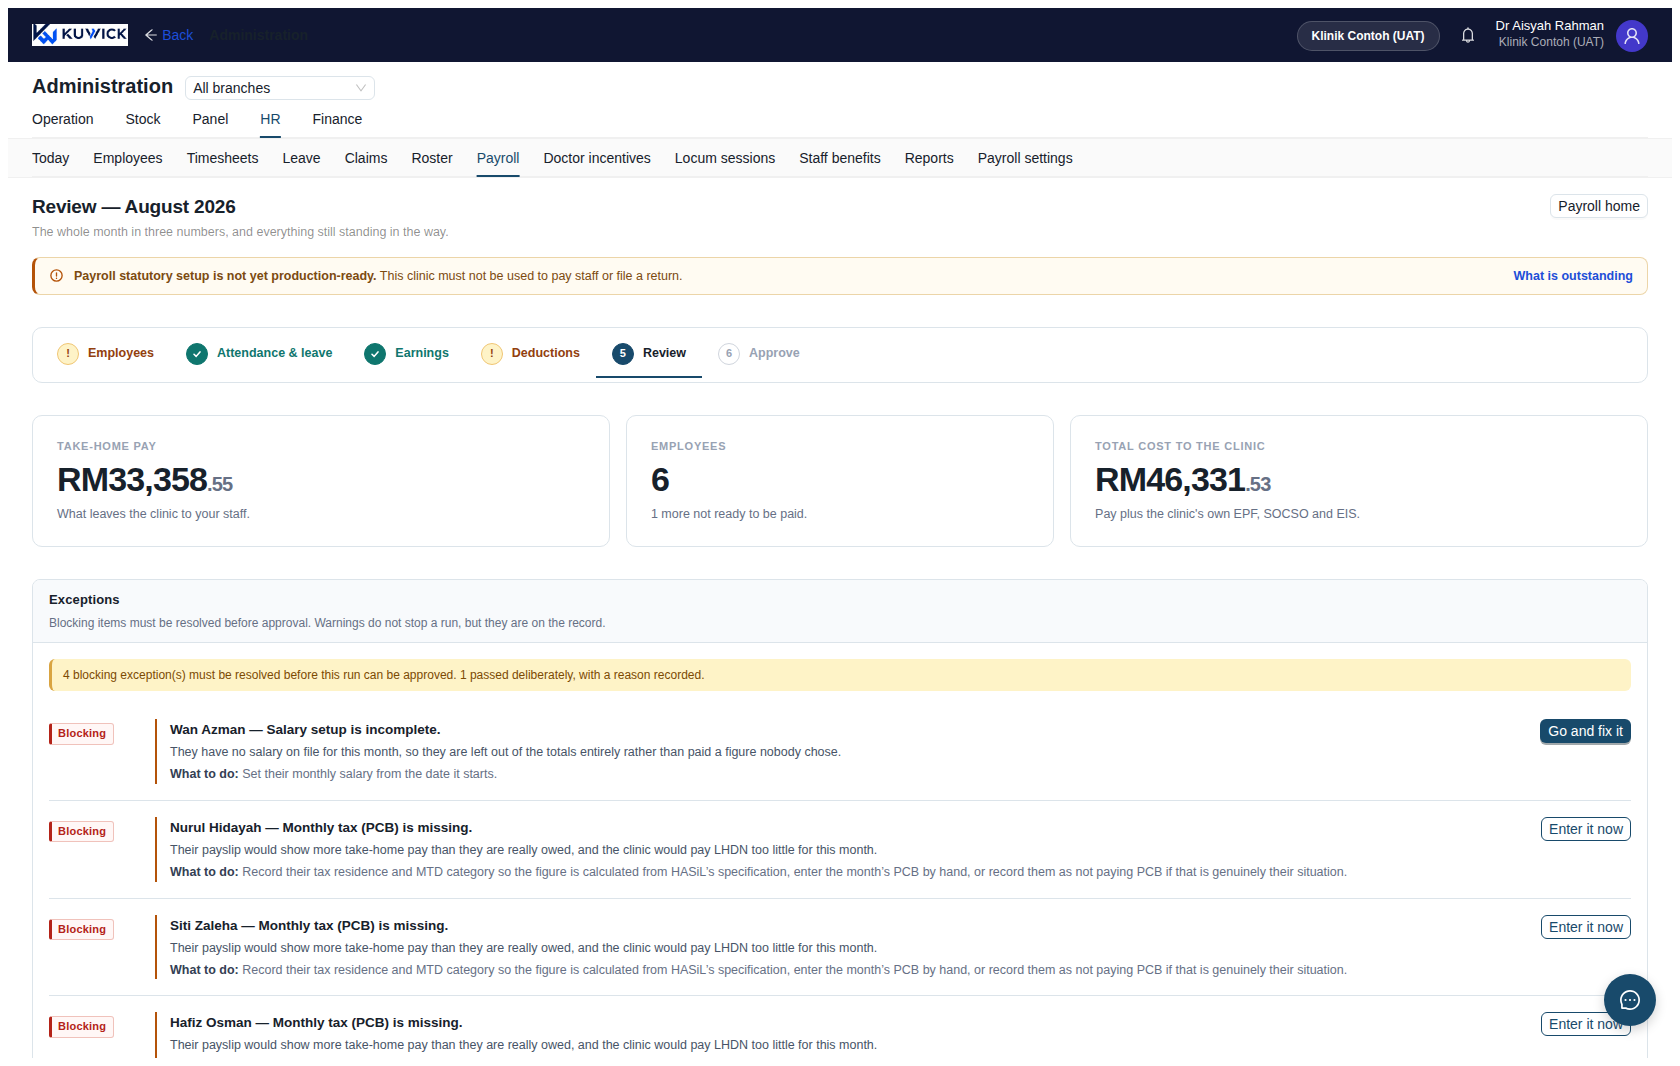 KUWICK
Back Administration
Klinik Contoh (UAT)
Dr Aisyah Rahman
Klinik Contoh (UAT)
Administration
All branches
Operation Stock Panel HR Finance
Today Employees Timesheets Leave Claims Roster Payroll Doctor incentives Locum sessions Staff benefits Reports Payroll settings
Review — August 2026
Payroll home
The whole month in three numbers, and everything still standing in the way.
Payroll statutory setup is not yet production-ready. This clinic must not be used to pay staff or file a return.
What is outstanding
! Employees Attendance & leave Earnings ! Deductions 5 Review 6 Approve
TAKE-HOME PAY
RM33,358.55
What leaves the clinic to your staff.
EMPLOYEES
6
1 more not ready to be paid.
TOTAL COST TO THE CLINIC
RM46,331.53
Pay plus the clinic's own EPF, SOCSO and EIS.
Exceptions
Blocking items must be resolved before approval. Warnings do not stop a run, but they are on the record.
4 blocking exception(s) must be resolved before this run can be approved. 1 passed deliberately, with a reason recorded.
Blocking
Wan Azman — Salary setup is incomplete.
Go and fix it
They have no salary on file for this month, so they are left out of the totals entirely rather than paid a figure nobody chose.
What to do: Set their monthly salary from the date it starts.
Blocking
Nurul Hidayah — Monthly tax (PCB) is missing.
Enter it now
Their payslip would show more take-home pay than they are really owed, and the clinic would pay LHDN too little for this month.
What to do: Record their tax residence and MTD category so the figure is calculated from HASiL's specification, enter the month's PCB by hand, or record them as not paying PCB if that is genuinely their situation.
Blocking
Siti Zaleha — Monthly tax (PCB) is missing.
Enter it now
Their payslip would show more take-home pay than they are really owed, and the clinic would pay LHDN too little for this month.
What to do: Record their tax residence and MTD category so the figure is calculated from HASiL's specification, enter the month's PCB by hand, or record them as not paying PCB if that is genuinely their situation.
Blocking
Hafiz Osman — Monthly tax (PCB) is missing.
Enter it now
Their payslip would show more take-home pay than they are really owed, and the clinic would pay LHDN too little for this month.